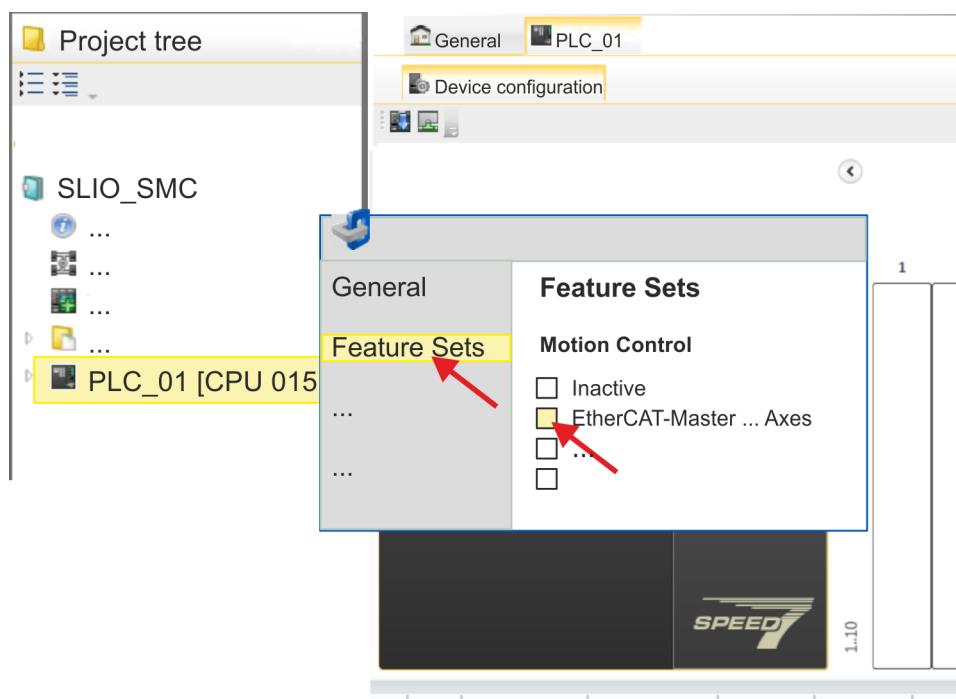 Project tree
SLIO_SMC
...
...
...
...
PLC_01 [CPU 015
General
PLC_01
Device configuration
General
Feature Sets
...
...
Feature Sets
Motion Control
Inactive
EtherCAT-Master ... Axes
...
1
SPEED7
1..10